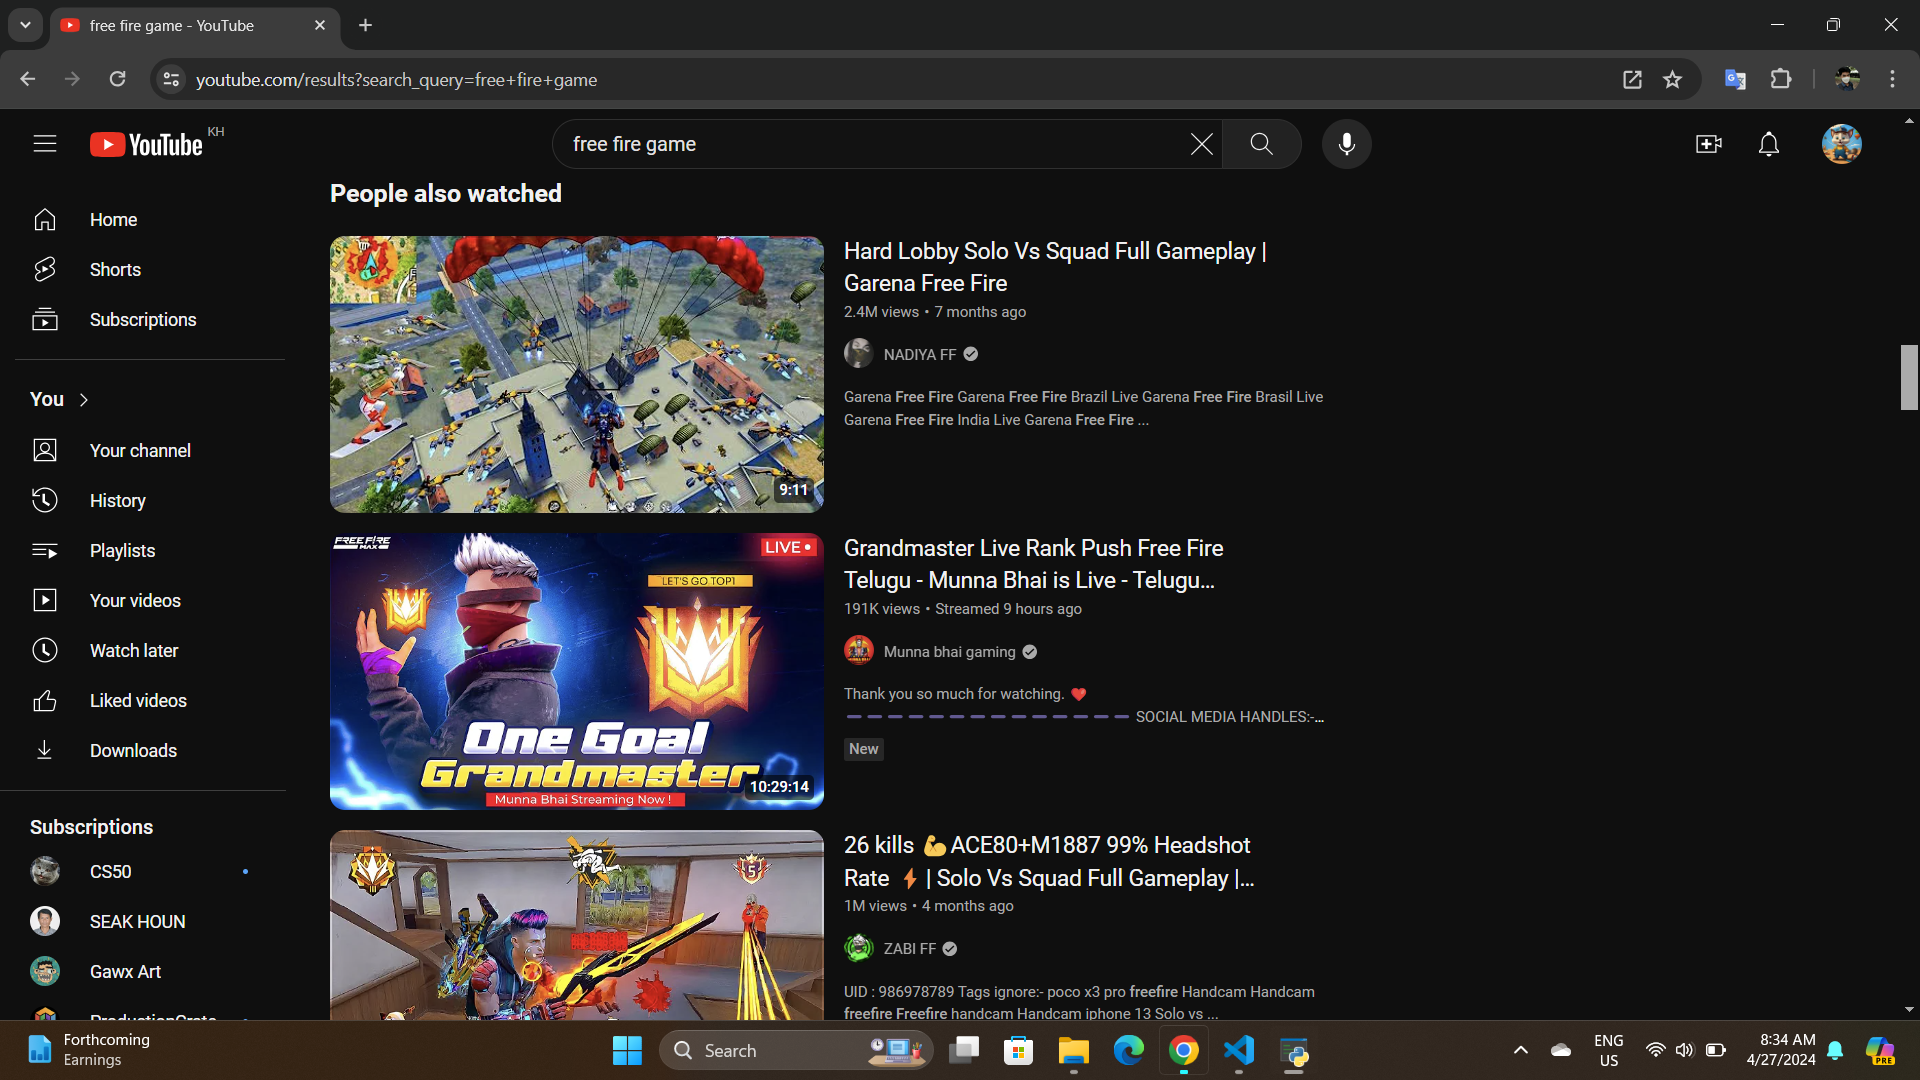 free fire game - YouTube
youtube.com/results?search_query=free+fire+game
YouTube KH
free fire game
Home
Shorts
Subscriptions
You
Your channel
History
Playlists
Your videos
Watch later
Liked videos
Downloads
Subscriptions
CS50
SEAK HOUN
Gawx Art
People also watched
9:11
Hard Lobby Solo Vs Squad Full Gameplay |
Garena Free Fire
2.4M views • 7 months ago
NADIYA FF
Garena Free Fire Garena Free Fire Brazil Live Garena Free Fire Brasil Live
Garena Free Fire India Live Garena Free Fire ...
FREE FIRE
MAX
LIVE
LET'S GO TOP1
One Goal
Grandmaster
Munna Bhai Streaming Now !
10:29:14
Grandmaster Live Rank Push Free Fire
Telugu - Munna Bhai is Live - Telugu...
191K views • Streamed 9 hours ago
Munna bhai gaming
Thank you so much for watching. ❤️
SOCIAL MEDIA HANDLES:-...
New
5
26 kills 💪ACE80+M1887 99% Headshot
Rate ⚡ | Solo Vs Squad Full Gameplay |...
1M views • 4 months ago
ZABI FF
UID : 986978789 Tags ignore:- poco x3 pro freefire Handcam Handcam
freefire Freefire handcam Handcam iphone 13 Solo vs ...
Forthcoming
Earnings
Search
ENG
US
8:34 AM
4/27/2024
PRE